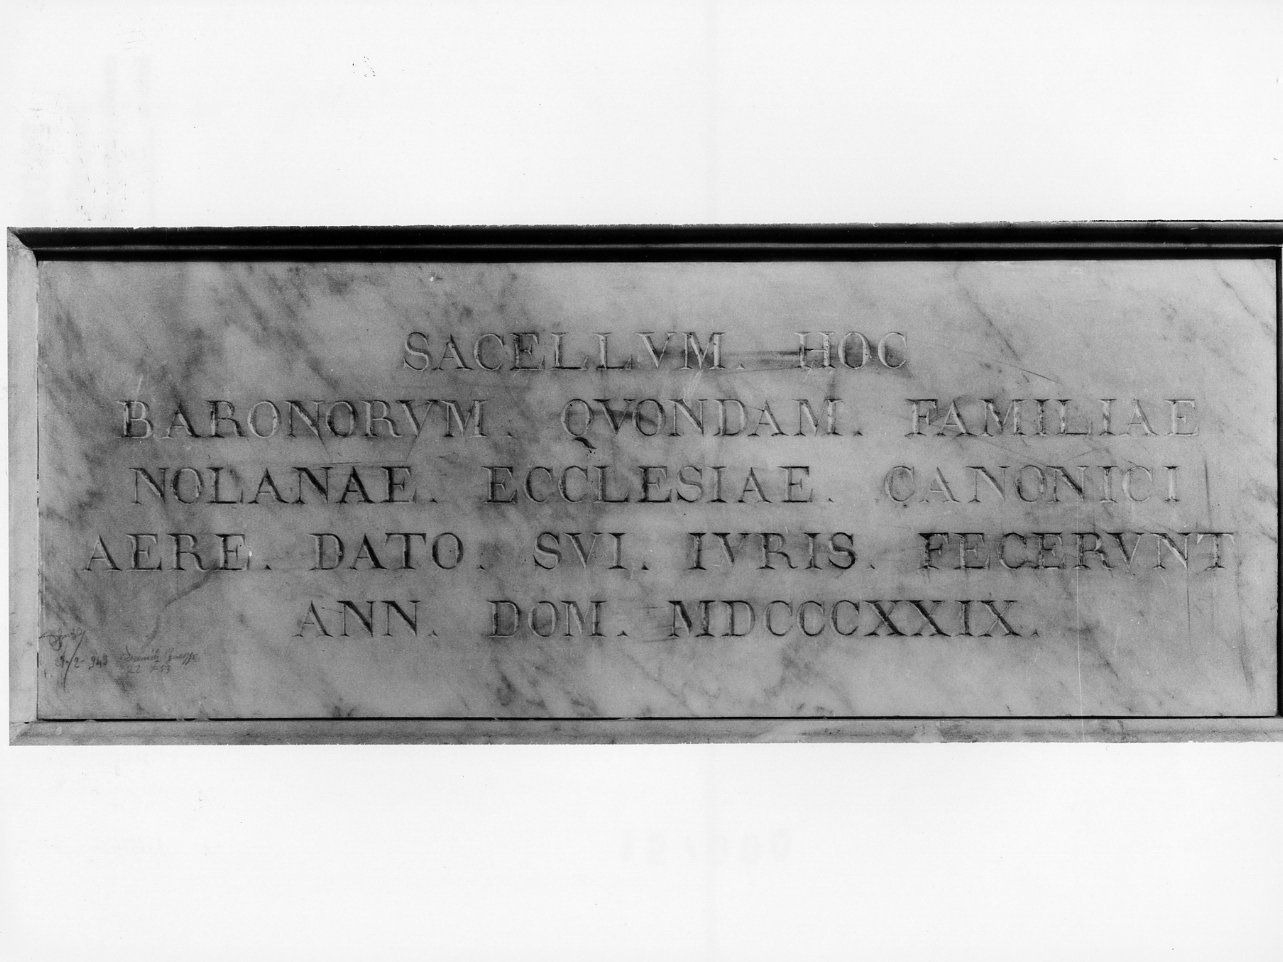 SACELLVM. HOC
BARONORVM. QVONDAM. FAMILIAE
NOLANAE. ECCLESIAE. CANONICI
AERE. DATO. SVI. IVRIS. FECERVNT
ANN. DOM. MDCCCXXIX.